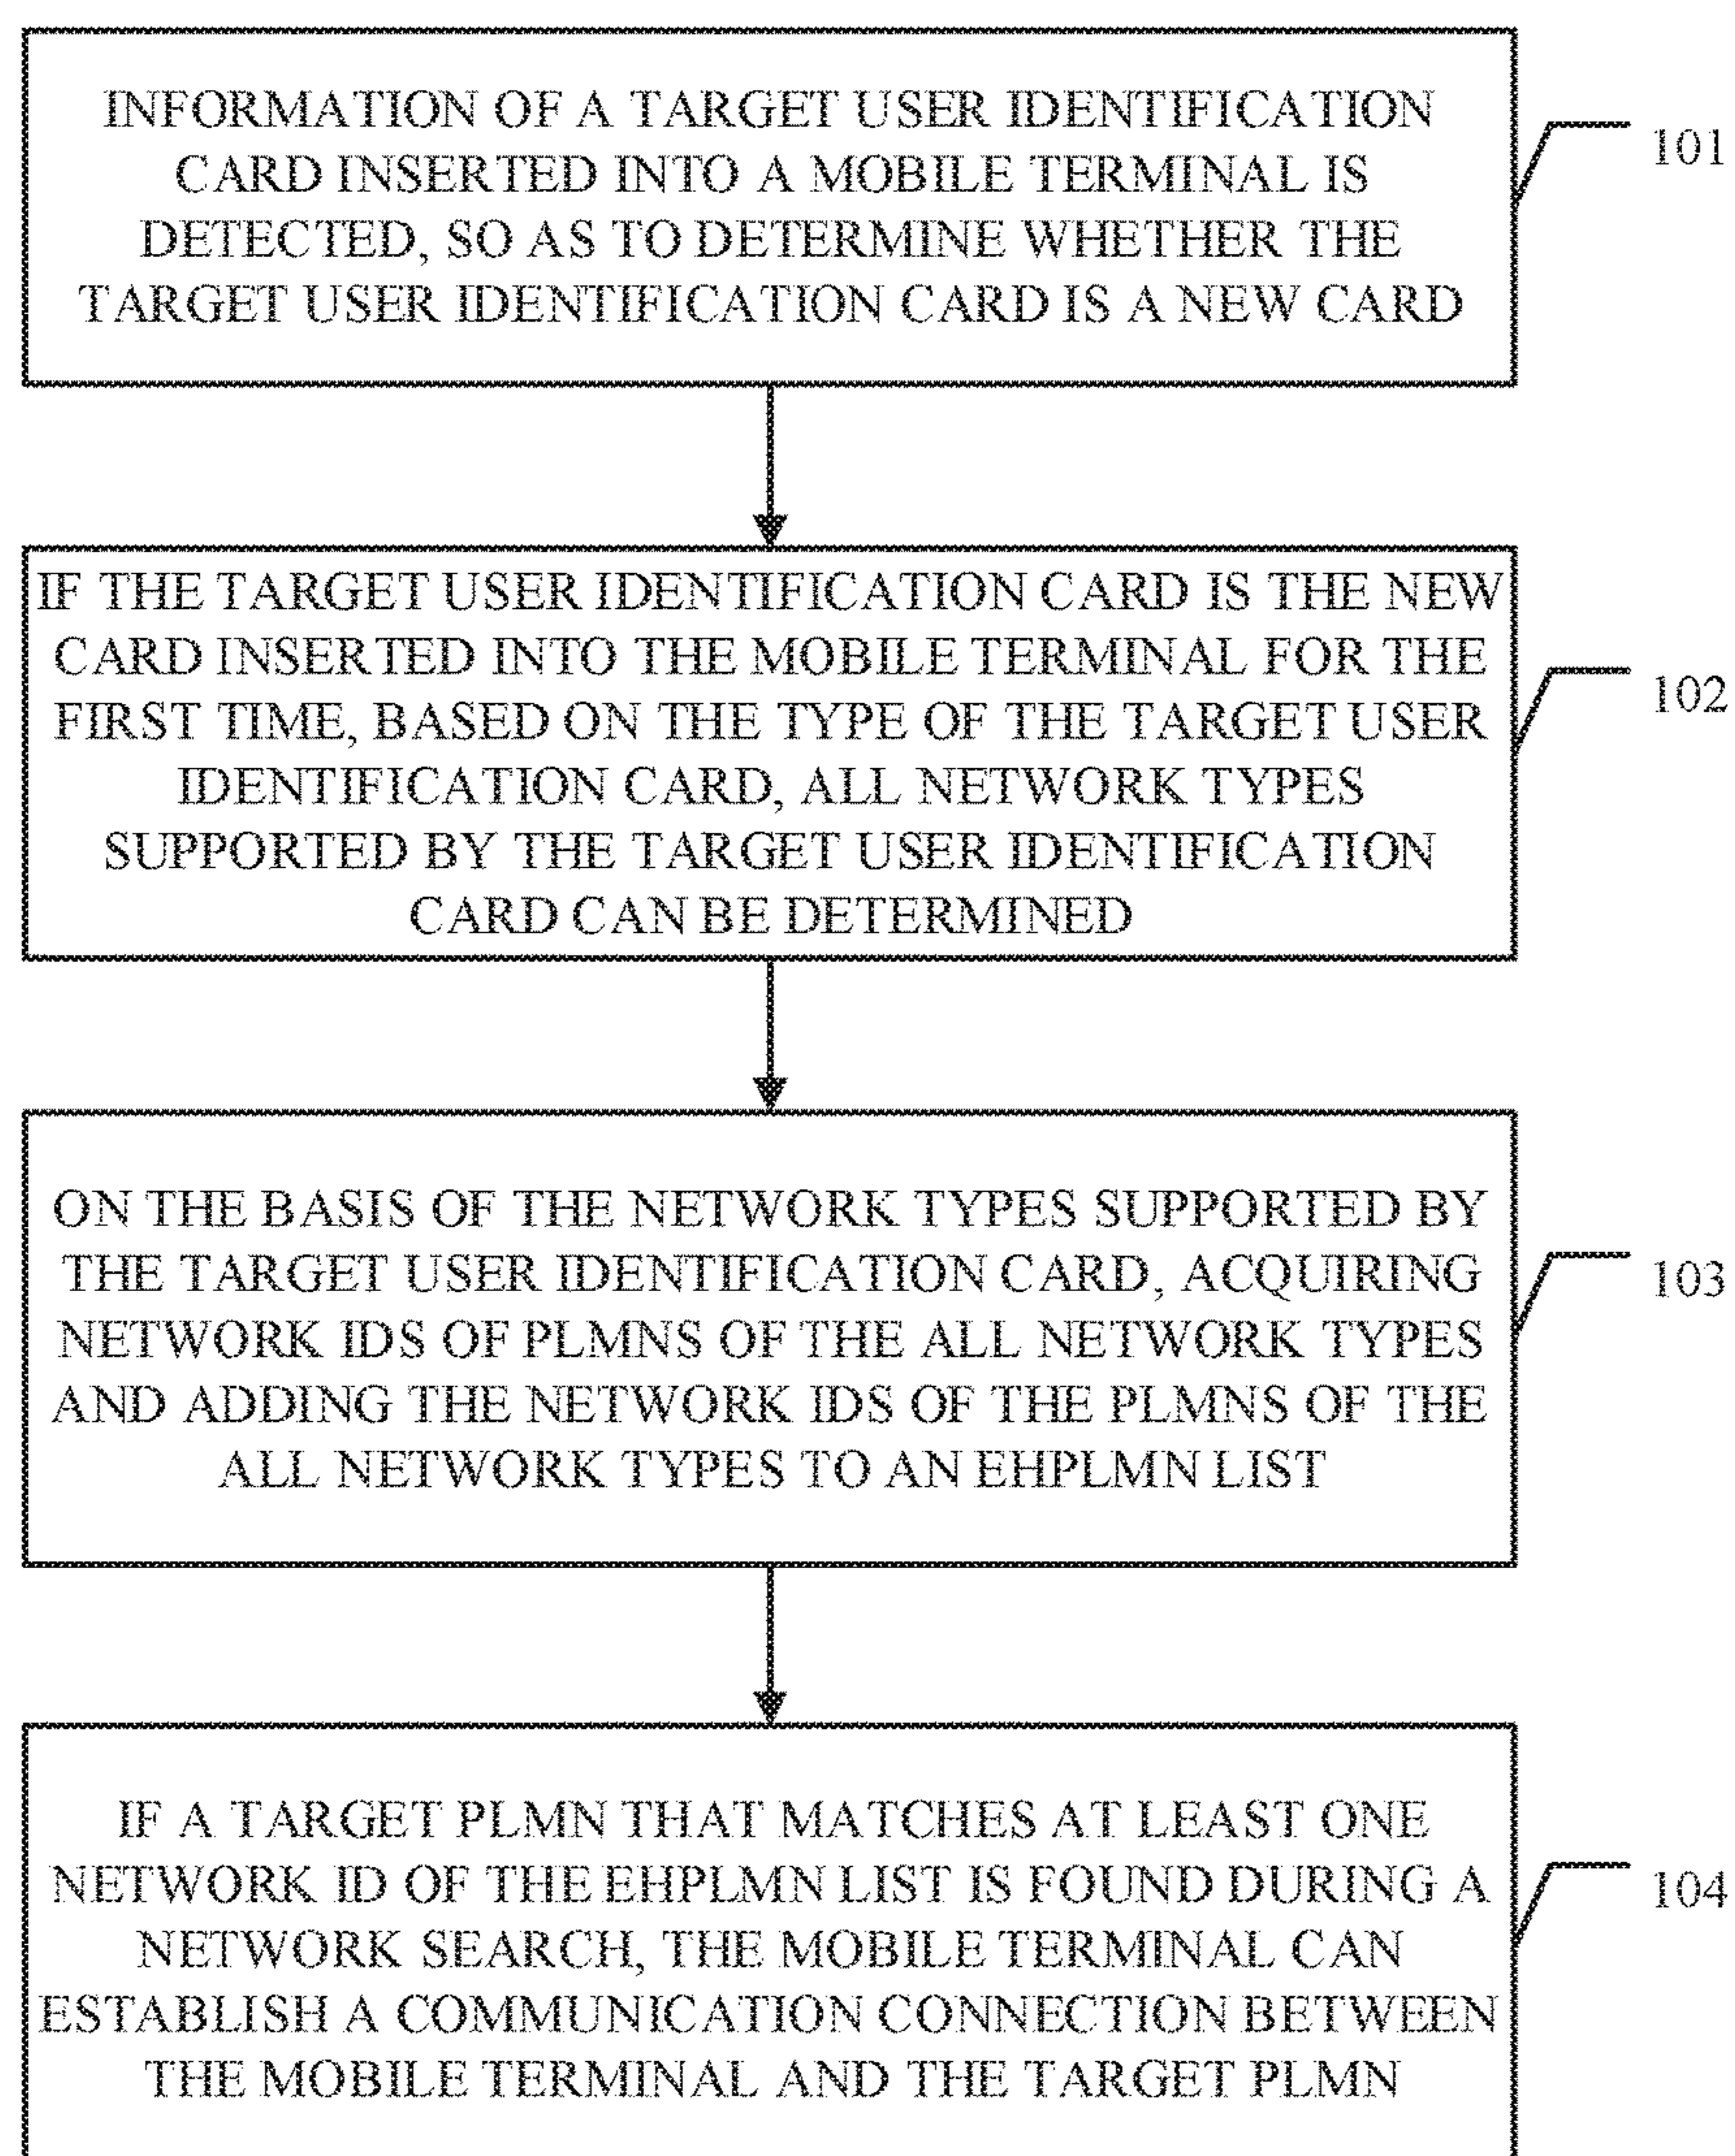 INFORMATION OF A TARGET USER IDENTIFICATION
CARD INSERTED INTO A MOBILE TERMINAL IS
DETECTED, SO AS TO DETERMINE WHETHER THE
TARGET USER IDENTIFICATION CARD IS A NEW CARD
101
IF THE TARGET USER IDENTIFICATION CARD IS THE NEW
CARD INSERTED INTO THE MOBILE TERMINAL FOR THE
FIRST TIME, BASED ON THE TYPE OF THE TARGET USER
IDENTIFICATION CARD, ALL NETWORK TYPES
SUPPORTED BY THE TARGET USER IDENTIFICATION
CARD CAN BE DETERMINED
102
ON THE BASIS OF THE NETWORK TYPES SUPPORTED BY
THE TARGET USER IDENTIFICATION CARD, ACQUIRING
NETWORK IDS OF PLMNS OF THE ALL NETWORK TYPES
AND ADDING THE NETWORK IDS OF THE PLMNS OF THE
ALL NETWORK TYPES TO AN EHPLMN LIST
103
IF A TARGET PLMN THAT MATCHES AT LEAST ONE
NETWORK ID OF THE EHPLMN LIST IS FOUND DURING A
NETWORK SEARCH, THE MOBILE TERMINAL CAN
ESTABLISH A COMMUNICATION CONNECTION BETWEEN
THE MOBILE TERMINAL AND THE TARGET PLMN
104